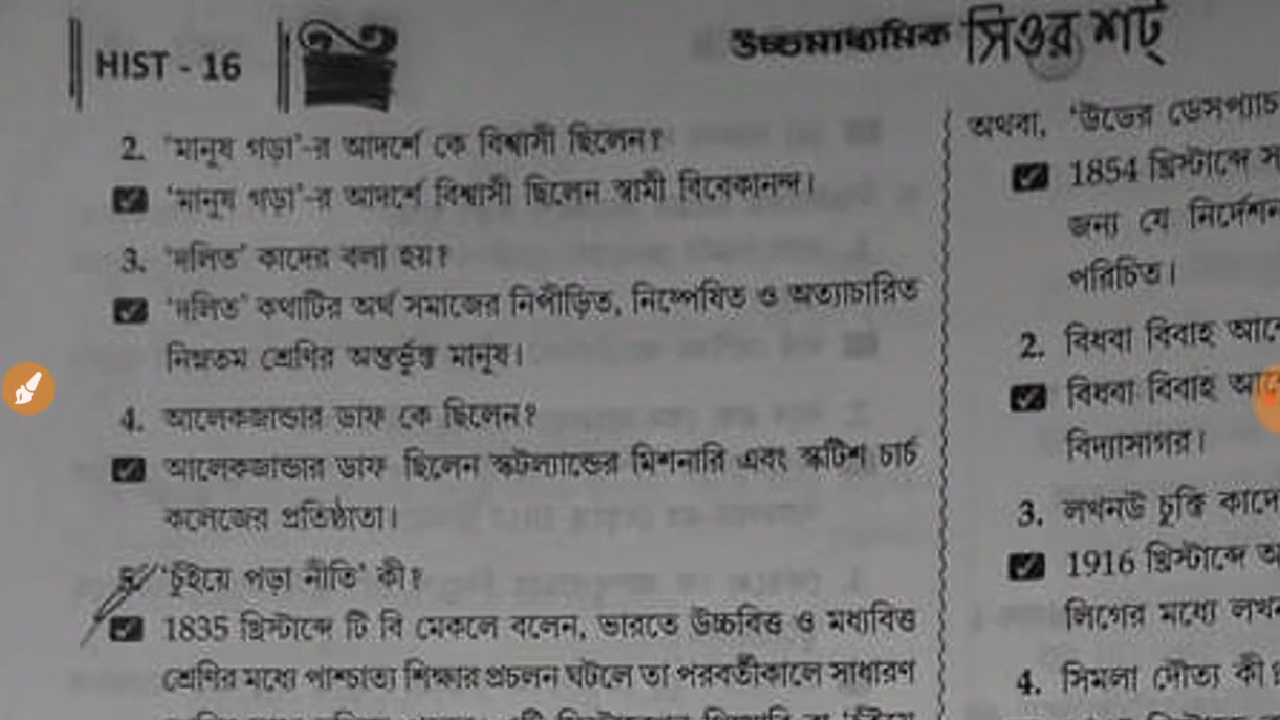 HIST - 16
উচ্চমাধ্যমিক সিওর শট্
2. 'মানুষ গড়া'-র আদর্শে কে বিশ্বাসী ছিলেন?
'মানুষ গড়া'-র আদর্শে বিশ্বাসী ছিলেন স্বামী বিবেকানন্দ।
3. 'দলিত' কাদের বলা হয়?
'দলিত' কথাটির অর্থ সমাজের নিপীড়িত, নিষ্পেষিত ও অত্যাচারিত
নিম্নতম শ্রেণির অন্তর্ভুক্ত মানুষ।
4. আলেকজান্ডার ডাফ কে ছিলেন?
আলেকজান্ডার ডাফ ছিলেন স্কটল্যান্ডের মিশনারি এবং স্কটিশ চার্চ
কলেজের প্রতিষ্ঠাতা।
5. 'চুঁইয়ে পড়া নীতি' কী?
1835 খ্রিস্টাব্দে টি বি মেকলে বলেন, ভারতে উচ্চবিত্ত ও মধ্যবিত্ত
শ্রেণির মধ্যে পাশ্চাত্য শিক্ষার প্রচলন ঘটলে তা পরবর্তীকালে সাধারণ
অথবা, 'উডের ডেসপ্যাচ
1854 খ্রিস্টাব্দে
জন্য যে
পরিচিত।
2. বিধবা বিবাহ
বিধবা বিবাহ
বিদ্যাসাগর।
3. লখনউ চুক্তি
1916 খ্রিস্টাব্দে
লিগের মধ্যে
4. সিমলা দৌত্য কী